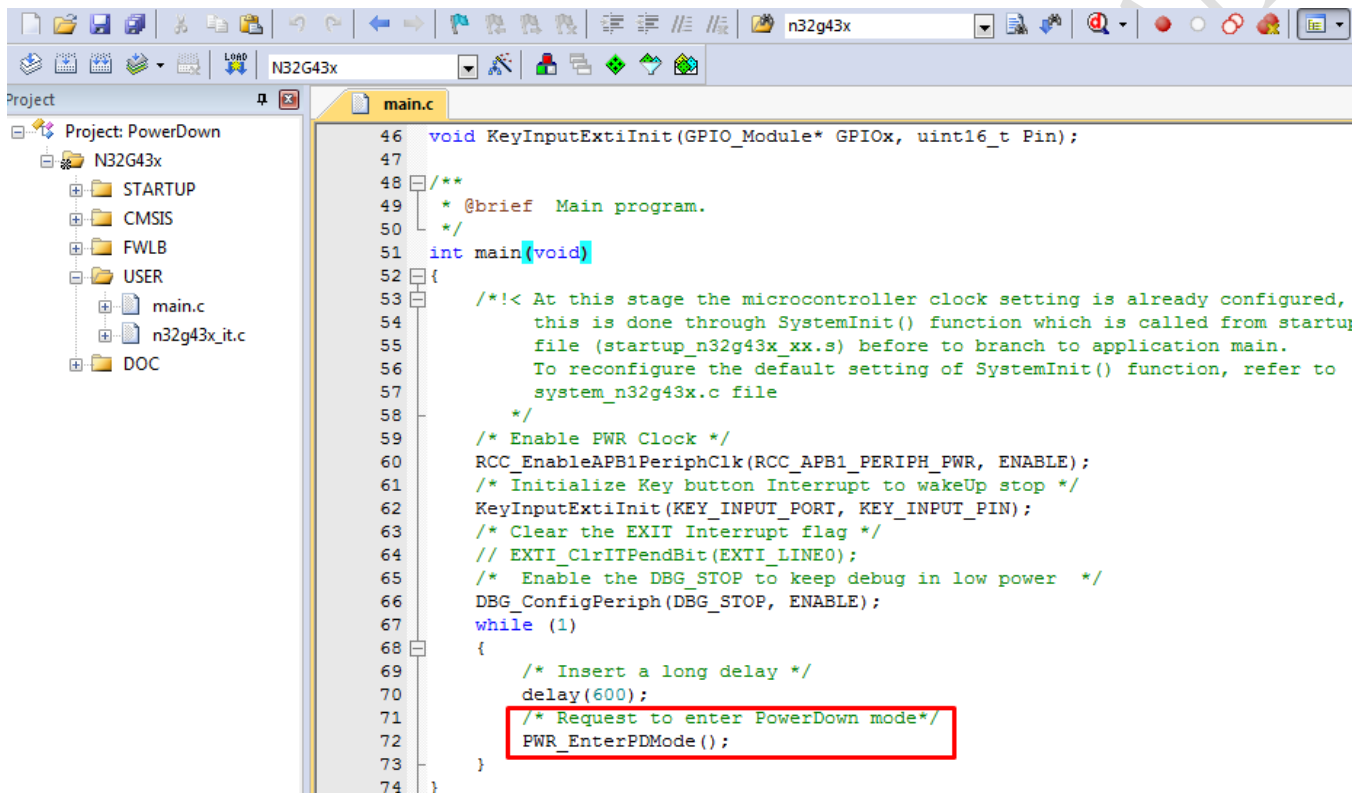 n32g43x
LOAD
N32G43x
Project
main.c
Project: PowerDown
N32G43x
STARTUP
CMSIS
FWLB
USER
main.c
n32g43x_it.c
DOC
46 void KeyInputExtiInit(GPIO_Module* GPIOx, uint16_t Pin);
47
48 /**
49 * @brief  Main program.
50 */
51 int main(void)
52 {
53 /*!< At this stage the microcontroller clock setting is already configured,
54 this is done through SystemInit() function which is called from startup
55 file (startup_n32g43x_xx.s) before to branch to application main.
56 To reconfigure the default setting of SystemInit() function, refer to
57 system_n32g43x.c file
58 */
59 /* Enable PWR Clock */
60 RCC_EnableAPB1PeriphClk(RCC_APB1_PERIPH_PWR, ENABLE);
61 /* Initialize Key button Interrupt to wakeUp stop */
62 KeyInputExtiInit(KEY_INPUT_PORT, KEY_INPUT_PIN);
63 /* Clear the EXIT Interrupt flag */
64 // EXTI_ClrITPendBit(EXTI_LINE0);
65 /*  Enable the DBG_STOP to keep debug in low power  */
66 DBG_ConfigPeriph(DBG_STOP, ENABLE);
67 while (1)
68 {
69 /* Insert a long delay */
70 delay(600);
71 /* Request to enter PowerDown mode*/
72 PWR_EnterPDMode();
73 }
74 }